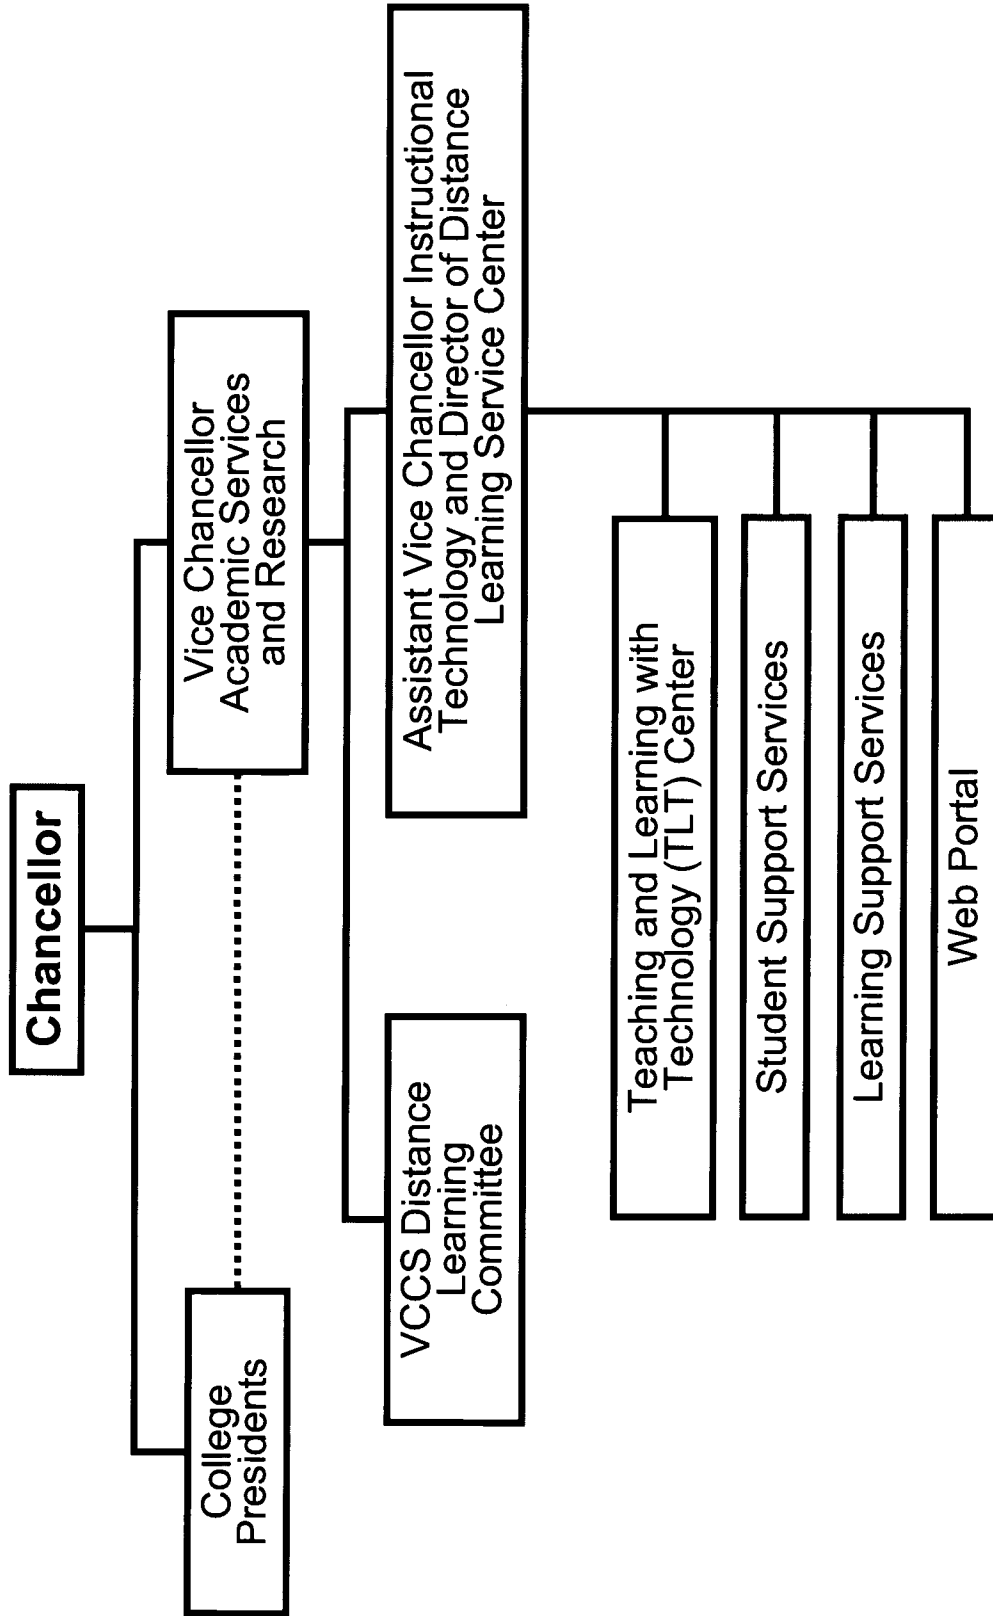 Chancellor
College
Presidents
Vice Chancellor
Academic Services
and Research
VCCS Distance
Learning
Committee
Assistant Vice Chancellor Instructional
Technology and Director of Distance
Learning Service Center
Teaching and Learning with
Technology (TLT) Center
Student Support Services
Learning Support Services
Web Portal